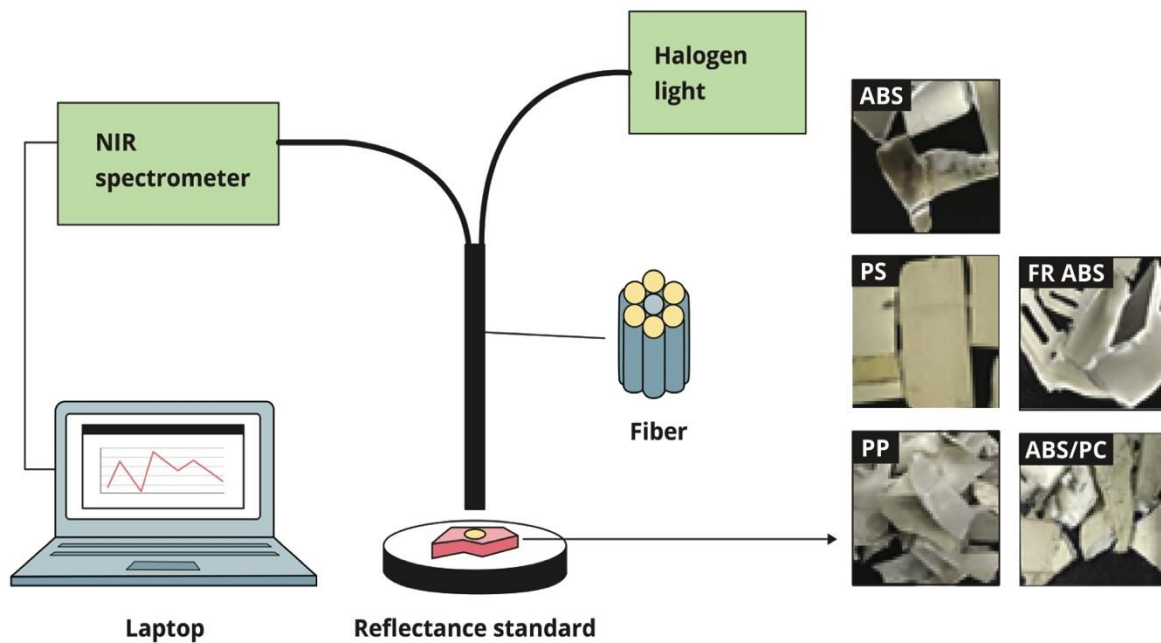 Halogen
light
NIR
spectrometer
ABS
PS
FR ABS
Fiber
PP
ABS/PC
Laptop
Reflectance standard